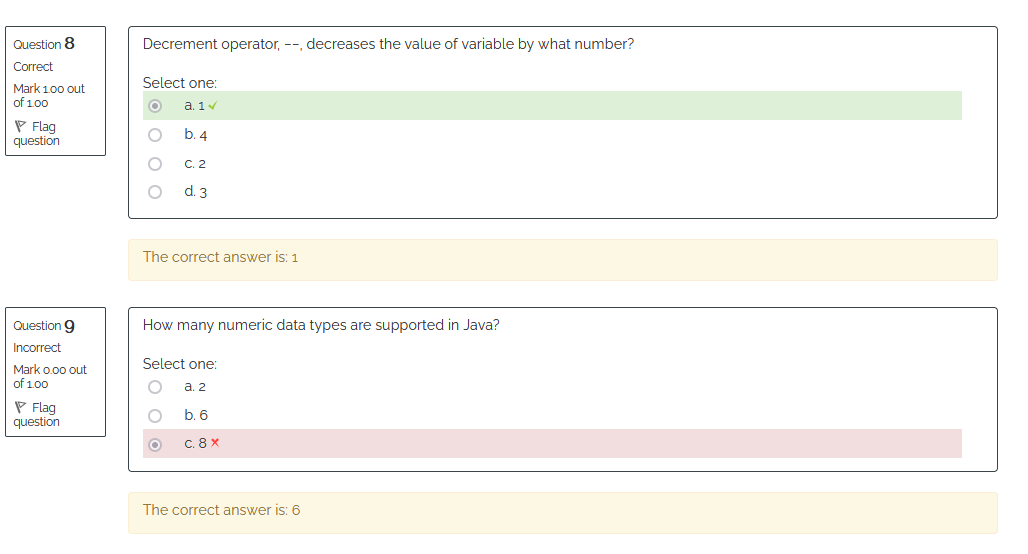 Question 8
Correct
Mark 1.00 out
of 1.00
Flag
question
Decrement operator, −−, decreases the value of variable by what number?
Select one:
a. 1
b. 4
c. 2
d. 3
The correct answer is: 1
Question 9
Incorrect
Mark 0.00 out
of 1.00
Flag
question
How many numeric data types are supported in Java?
Select one:
a. 2
b. 6
c. 8
The correct answer is: 6